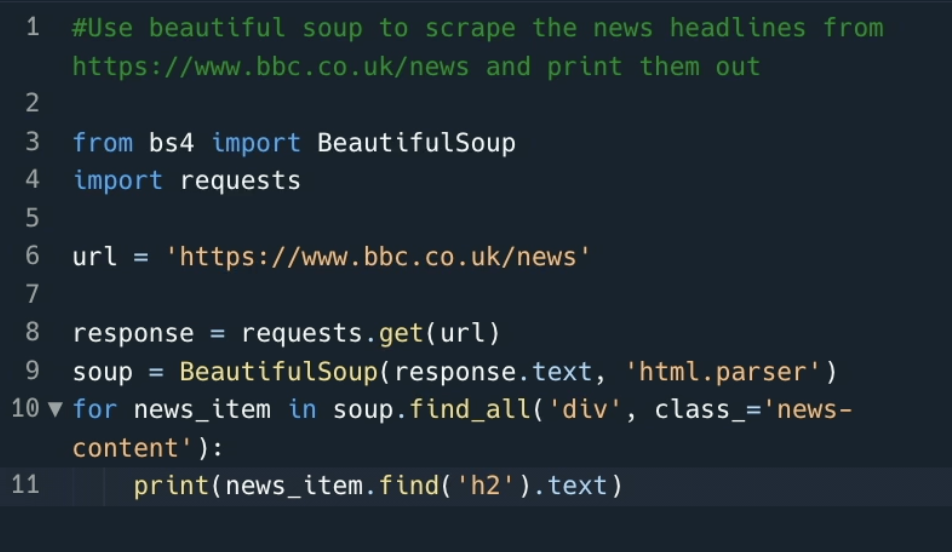 1 #Use beautiful soup to scrape the news headlines from
https://www.bbc.co.uk/news and print them out
2
3 from bs4 import BeautifulSoup
4 import requests
5
6 url = 'https://www.bbc.co.uk/news'
7
8 response = requests.get(url)
9 soup = BeautifulSoup(response.text, 'html.parser')
10 ▼ for news_item in soup.find_all('div', class_='news-
content'):
11     print(news_item.find('h2').text)